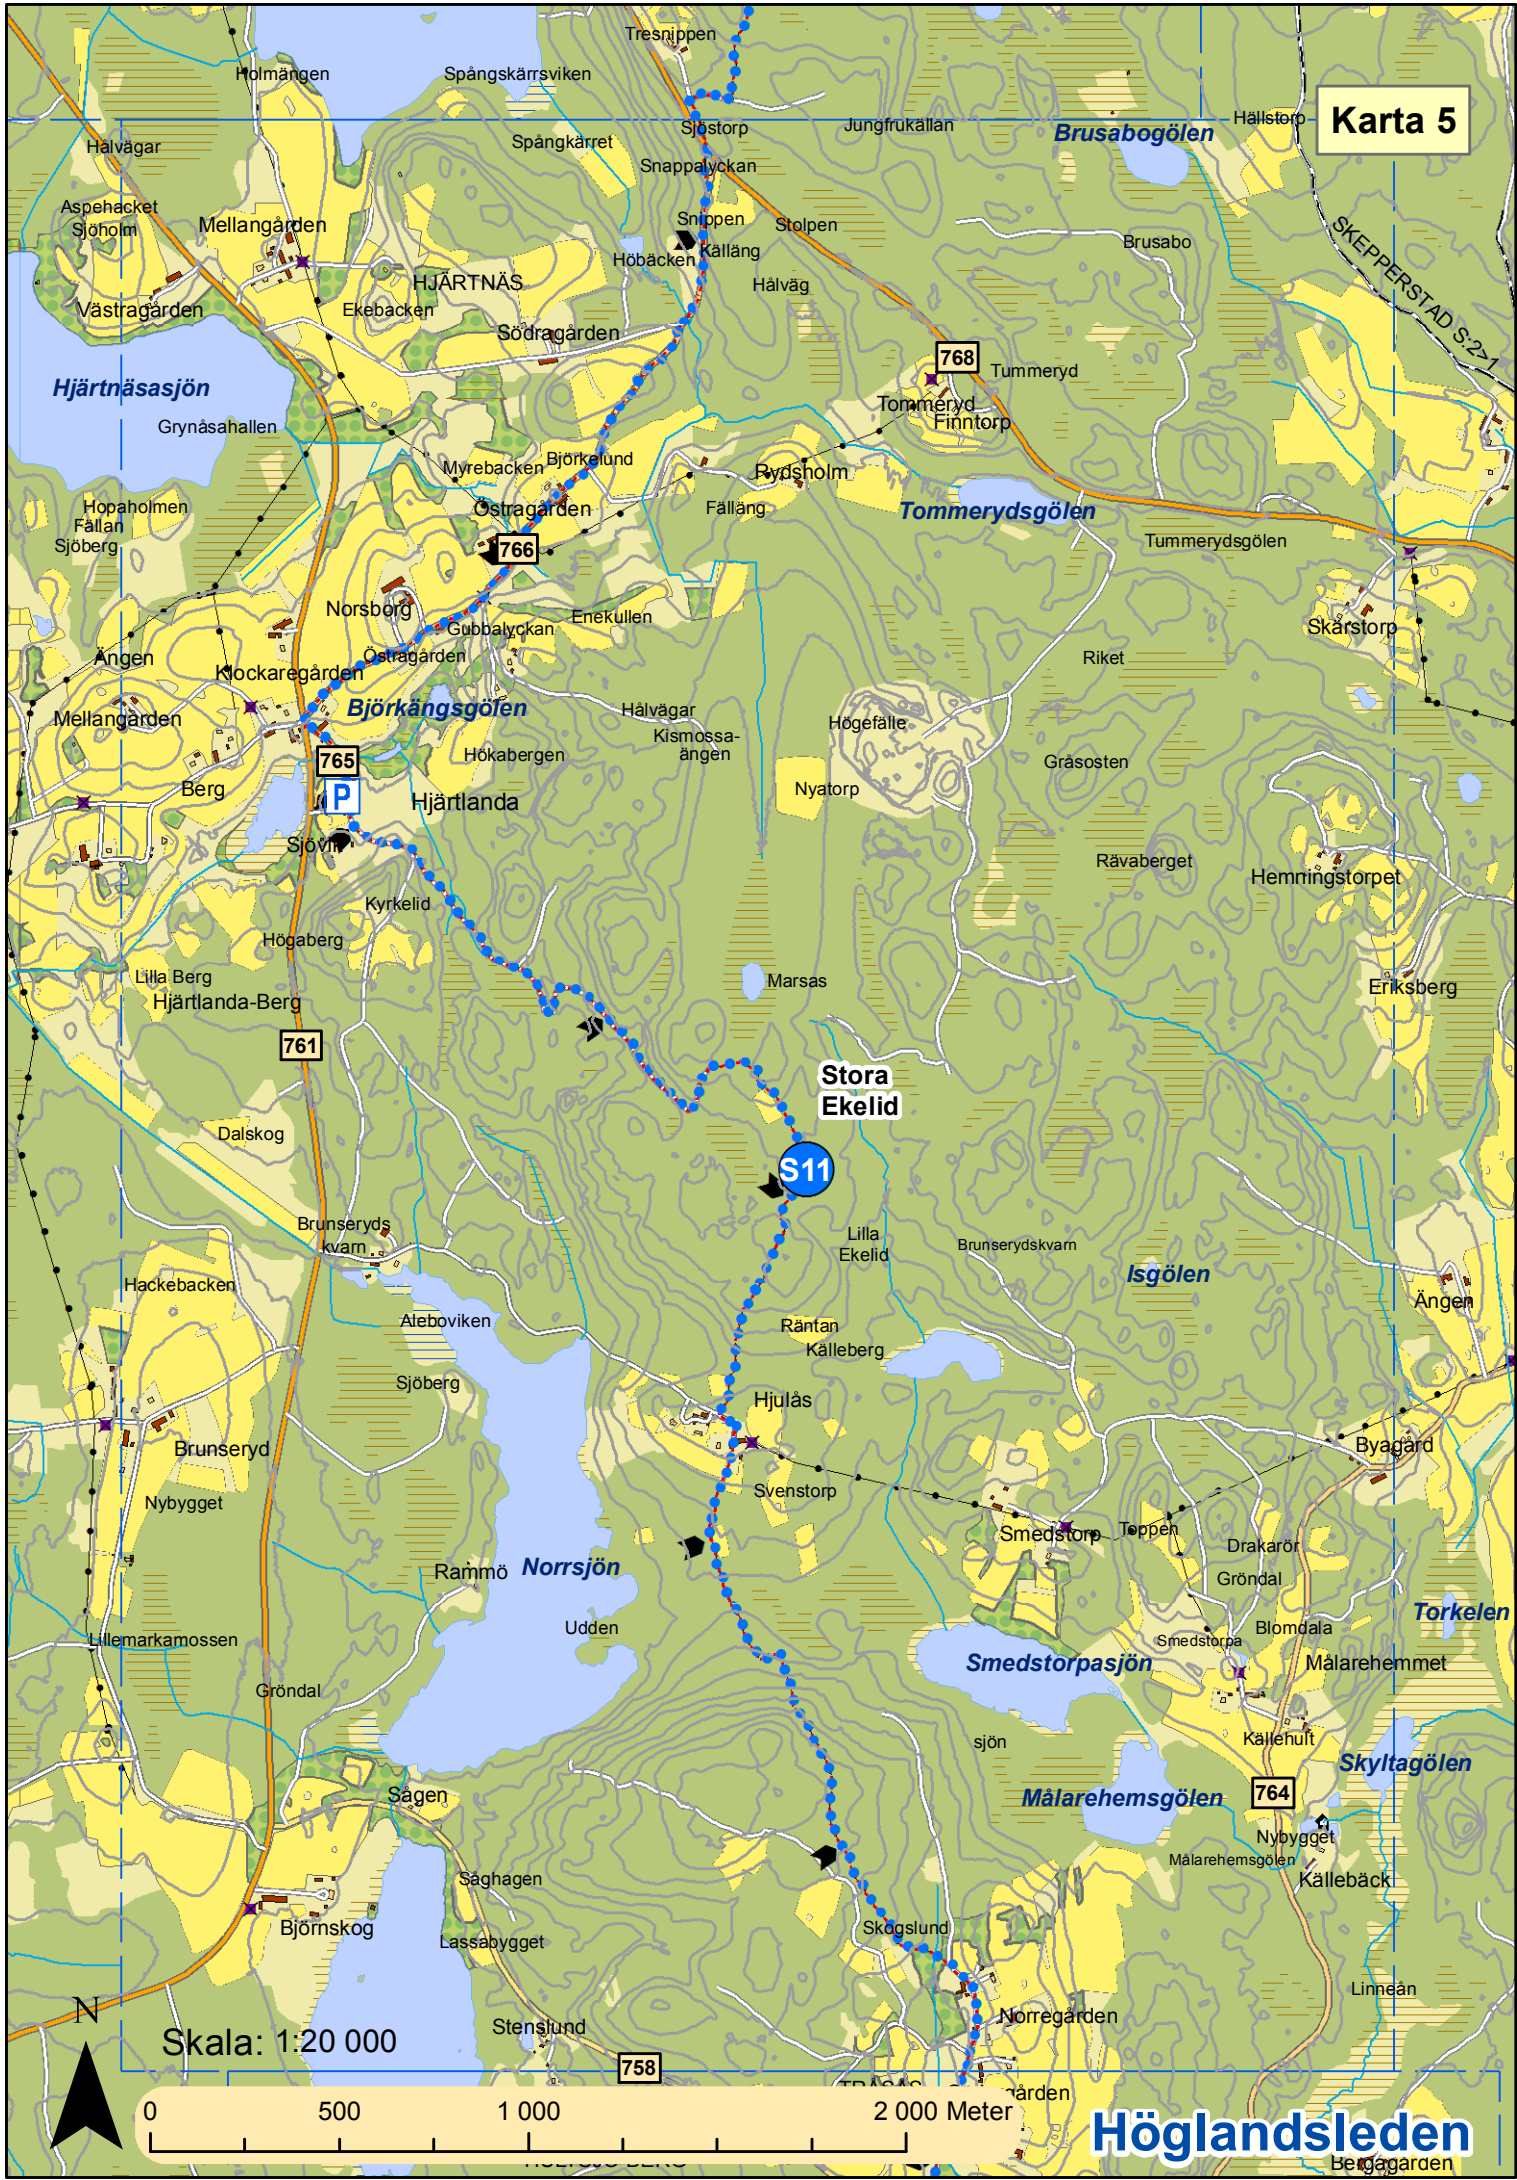 Tresnippen
Holmängen
Spångskärrsviken
Karta 5
Hällstorp
Sjöstorp
Jungfrukällan
Brusabogölen
Hålvägar
Spångkärret
Snappalyckan
Aspehacket
Sjöholm
Mellangården
Snippen
Stolpen
Källäng
Höbäcken
Brusabo
SKEPPERSTAD S:2>1
HJÄRTNÄS
Hålväg
Västragården
Ekebacken
Södragården
768
Tummeryd
Hjärtnäsasjön
Tommeryd
Finntorp
Grynåsahallen
Myrebacken
Björkelund
Rydsholm
Hopaholmen
Fällan
Sjöberg
Östragården
Fälläng
Tommerydsgölen
Tummerydsgölen
766
Norsborg
Gubbalyckan
Enekullen
Skärstorp
Ängen
Östragården
Klockaregården
Riket
Mellangården
Björkängsgölen
Hålvägar
Kismossa-
ängen
Högefälle
765
Hökabergen
Gråsosten
Berg
P
Hjärtlanda
Nyatorp
Rävaberget
Hemmingstorpet
Kyrkelid
Högaberg
Lilla Berg
Hjärtlanda-Berg
Marsas
Eriksberg
761
Stora
Ekelid
Dalskog
S11
Brunseryds
kvarn
Lilla
Ekelid
Brunserydskvarn
Isgölen
Hackebacken
Ängen
Aleboviken
Räntan
Källeberg
Sjöberg
Hjulås
Brunseryd
Byagård
Nybygget
Svenstorp
Smedstorp
Toppen
Drakarör
Rammö
Norrsjön
Gröndal
Torkelen
Udden
Blomdala
Lillemarkamossen
Smedstorpa
Smedstorpasjön
Målarehemmet
Gröndal
sjön
Källehult
Skyltagölen
Sågen
Målarehemsgölen
764
Nybygget
Målarehemsgölen
Källebäck
Såghagen
Björnskog
Skogslund
Lassabygget
Linneån
N
Norregården
Stenslund
Skala: 1:20 000
758
gården
0 500 1 000 2 000 Meter
Höglandsleden
Bergagården